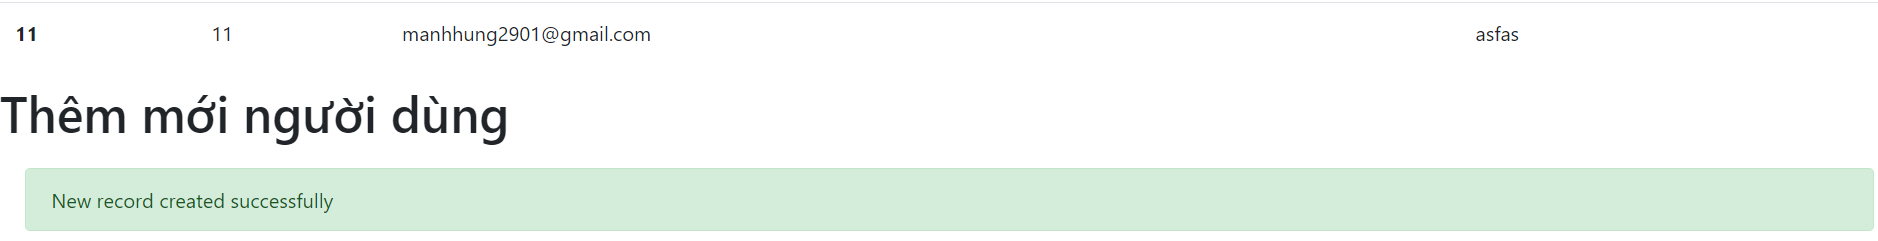 11 11 manhhung2901@gmail.com asfas
Thêm mới người dùng
New record created successfully